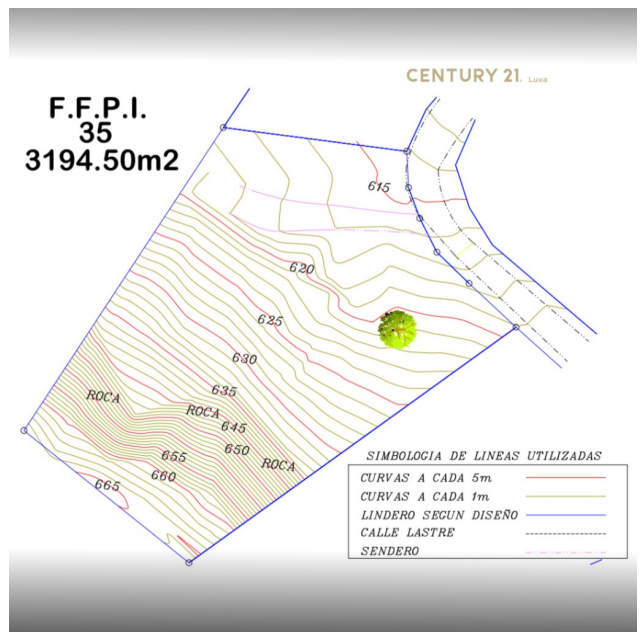 CENTURY 21. Luva
F.F.P.I.
35
3194.50m2
615
620
625
630
635
ROCA
ROCA
645
650
ROCA
655
660
665
SIMBOLOGIA DE LINEAS UTILIZADAS
CURVAS A CADA 5m
CURVAS A CADA 1m
LINDERO SEGUN DISEÑO
CALLE LASTRE
SENDERO